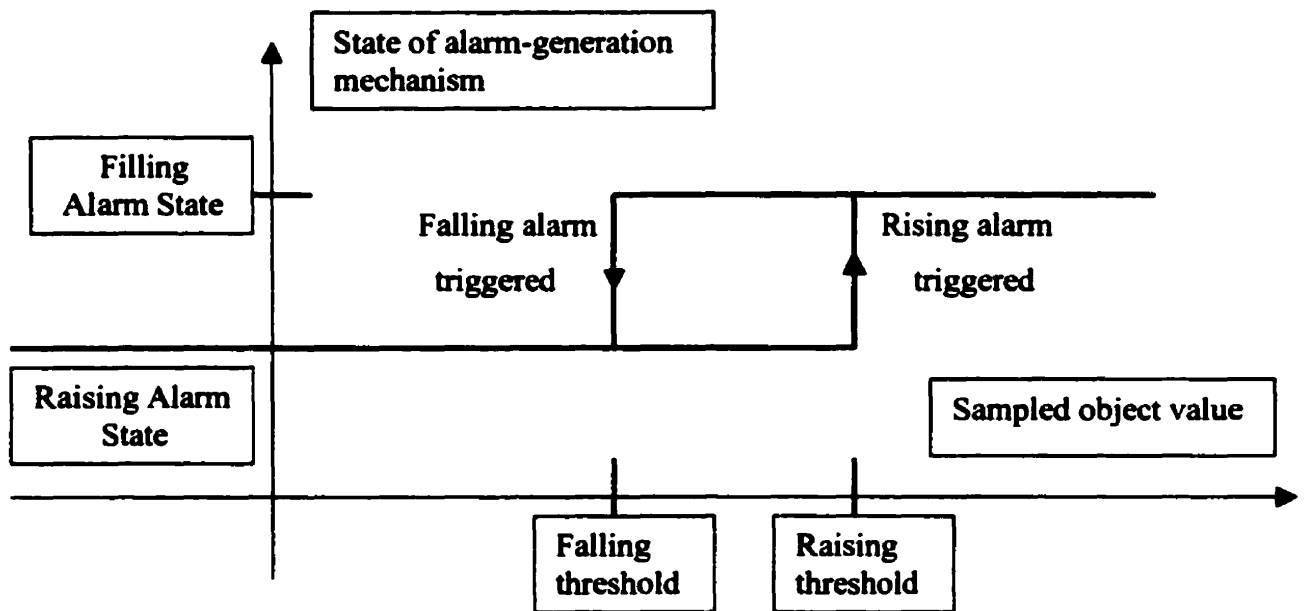 State of alarm-generation
mechanism
Filling
Alarm State
Falling alarm
triggered
Rising alarm
triggered
Raising Alarm
State
Sampled object value
Falling
threshold
Raising
threshold